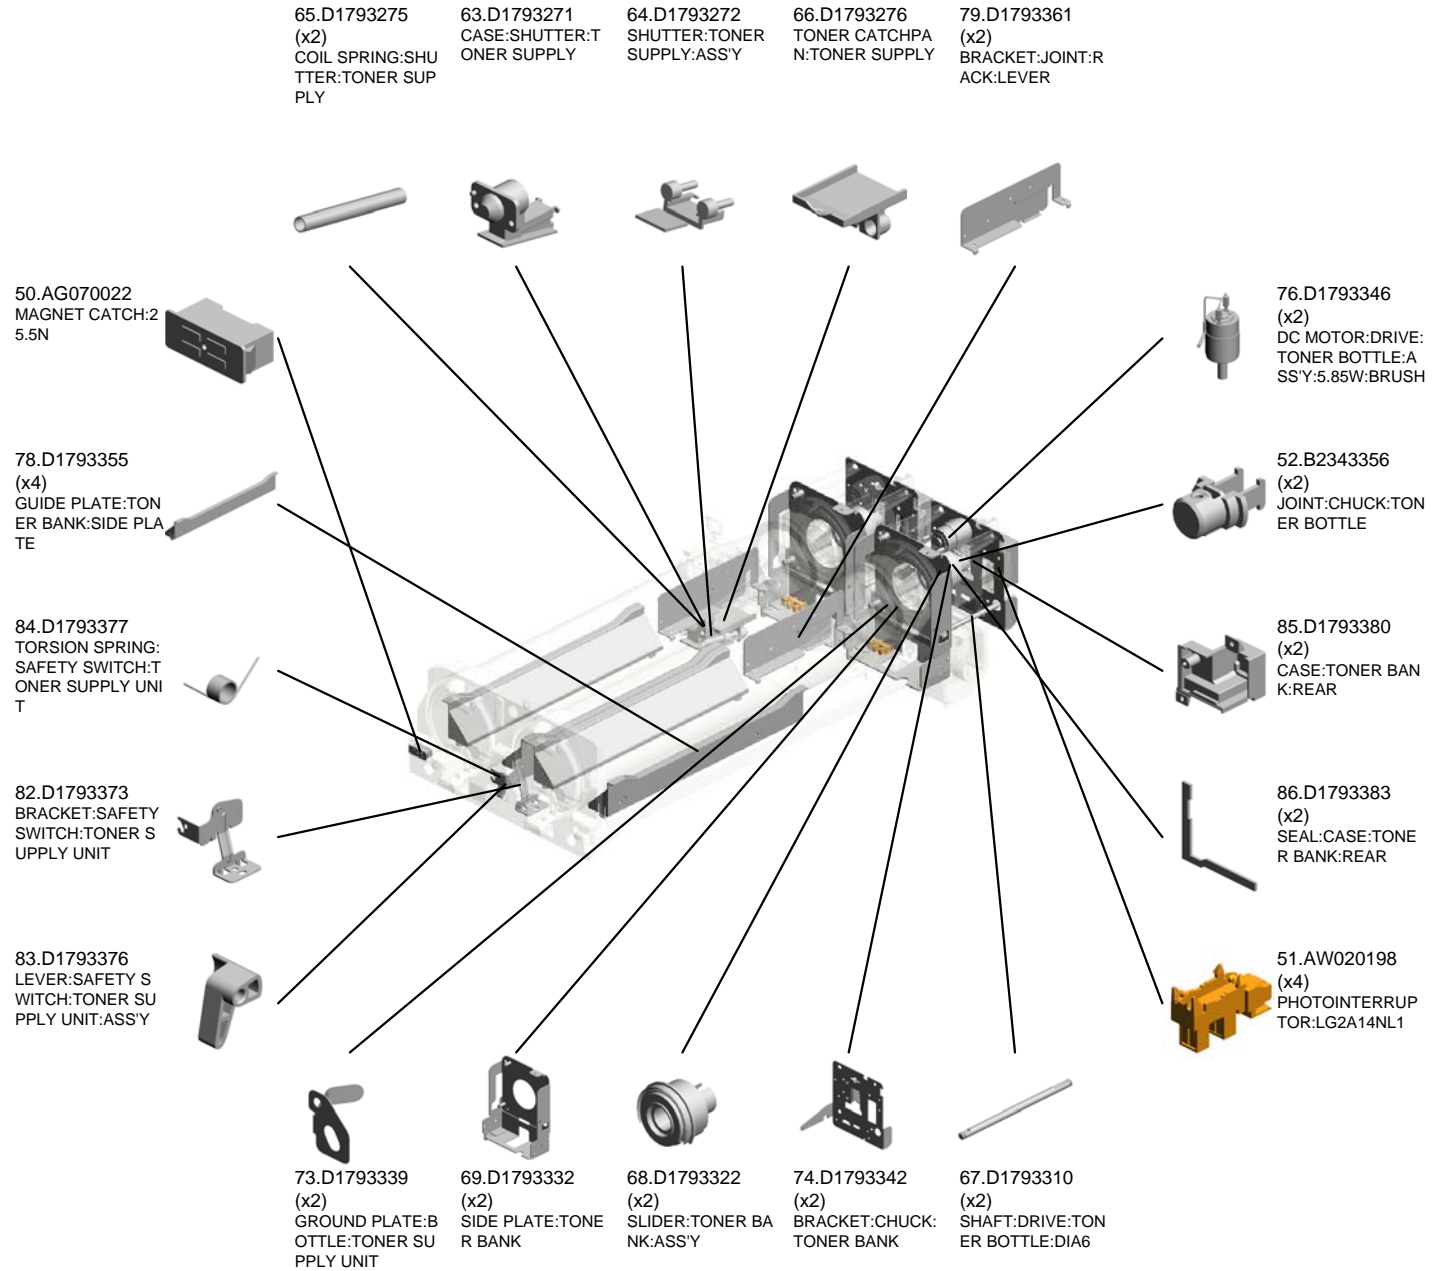 65.D1793275
(x2)
COIL SPRING:SHU
TTER:TONER SUP
PLY
63.D1793271
CASE:SHUTTER:T
ONER SUPPLY
64.D1793272
SHUTTER:TONER
SUPPLY:ASS'Y
66.D1793276
TONER CATCHPA
N:TONER SUPPLY
79.D1793361
(x2)
BRACKET:JOINT:R
ACK:LEVER
50.AG070022
MAGNET CATCH:2
5.5N
76.D1793346
(x2)
DC MOTOR:DRIVE:
TONER BOTTLE:A
SS'Y:5.85W:BRUSH
78.D1793355
(x4)
GUIDE PLATE:TON
ER BANK:SIDE PLA
TE
52.B2343356
(x2)
JOINT:CHUCK:TON
ER BOTTLE
84.D1793377
TORSION SPRING:
SAFETY SWITCH:T
ONER SUPPLY UNI
T
85.D1793380
(x2)
CASE:TONER BAN
K:REAR
82.D1793373
BRACKET:SAFETY
SWITCH:TONER S
UPPLY UNIT
86.D1793383
(x2)
SEAL:CASE:TONE
R BANK:REAR
83.D1793376
LEVER:SAFETY S
WITCH:TONER SU
PPLY UNIT:ASS'Y
51.AW020198
(x4)
PHOTOINTERRUP
TOR:LG2A14NL1
73.D1793339
(x2)
GROUND PLATE:B
OTTLE:TONER SU
PPLY UNIT
69.D1793332
(x2)
SIDE PLATE:TONE
R BANK
68.D1793322
(x2)
SLIDER:TONER BA
NK:ASS'Y
74.D1793342
(x2)
BRACKET:CHUCK:
TONER BANK
67.D1793310
(x2)
SHAFT:DRIVE:TON
ER BOTTLE:DIA6